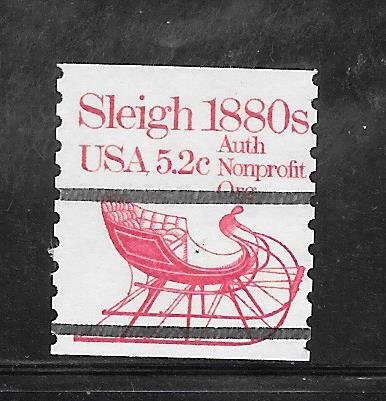 Sleigh 1880s
Auth
USA 5.2c Nonprofit
Org